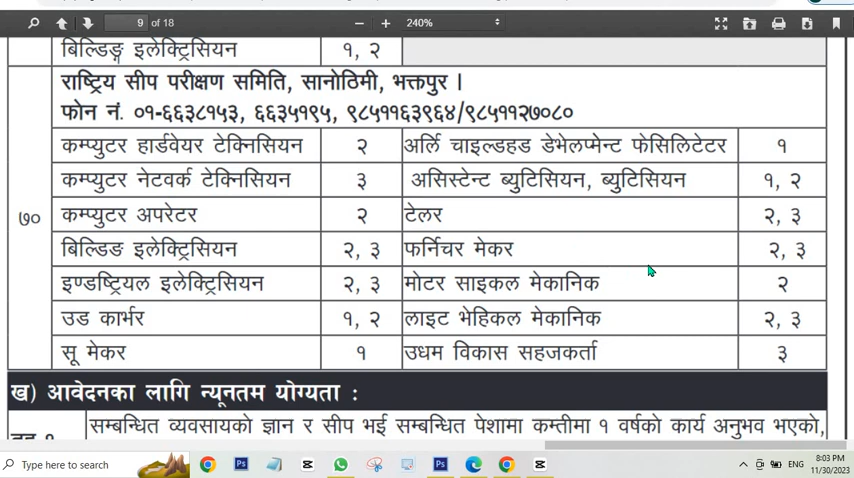 9 of 18 240%
बिल्डिङ्ग इलेक्ट्रिसियन १, २
राष्ट्रिय सीप परीक्षण समिति, सानोठिमी, भक्तपुर ।
फोन नं. ०१-६६३८१५३, ६६३५१९५, ९८५११६३९६४/९८५११२७०८०
कम्प्युटर हार्डवेयर टेक्निसियन २ अर्लि चाइल्डहड डेभेलप्मेन्ट फेसिलिटेटर १
कम्प्युटर नेटवर्क टेक्निसियन ३ असिस्टेन्ट ब्युटिसियन, ब्युटिसियन १, २
७० कम्प्युटर अपरेटर २ टेलर २, ३
बिल्डिङ इलेक्ट्रिसियन २, ३ फर्निचर मेकर २, ३
इण्डष्ट्रियल इलेक्ट्रिसियन २, ३ मोटर साइकल मेकानिक २
उड कार्भर १, २ लाइट भेहिकल मेकानिक २, ३
सू मेकर १ उधम विकास सहजकर्ता ३
ख) आवेदनका लागि न्यूनतम योग्यता :
सम्बन्धित व्यवसायको ज्ञान र सीप भई सम्बन्धित पेशामा कम्तीमा १ वर्षको कार्य अनुभव भएको,
Type here to search ENG 8:03 PM
11/30/2023